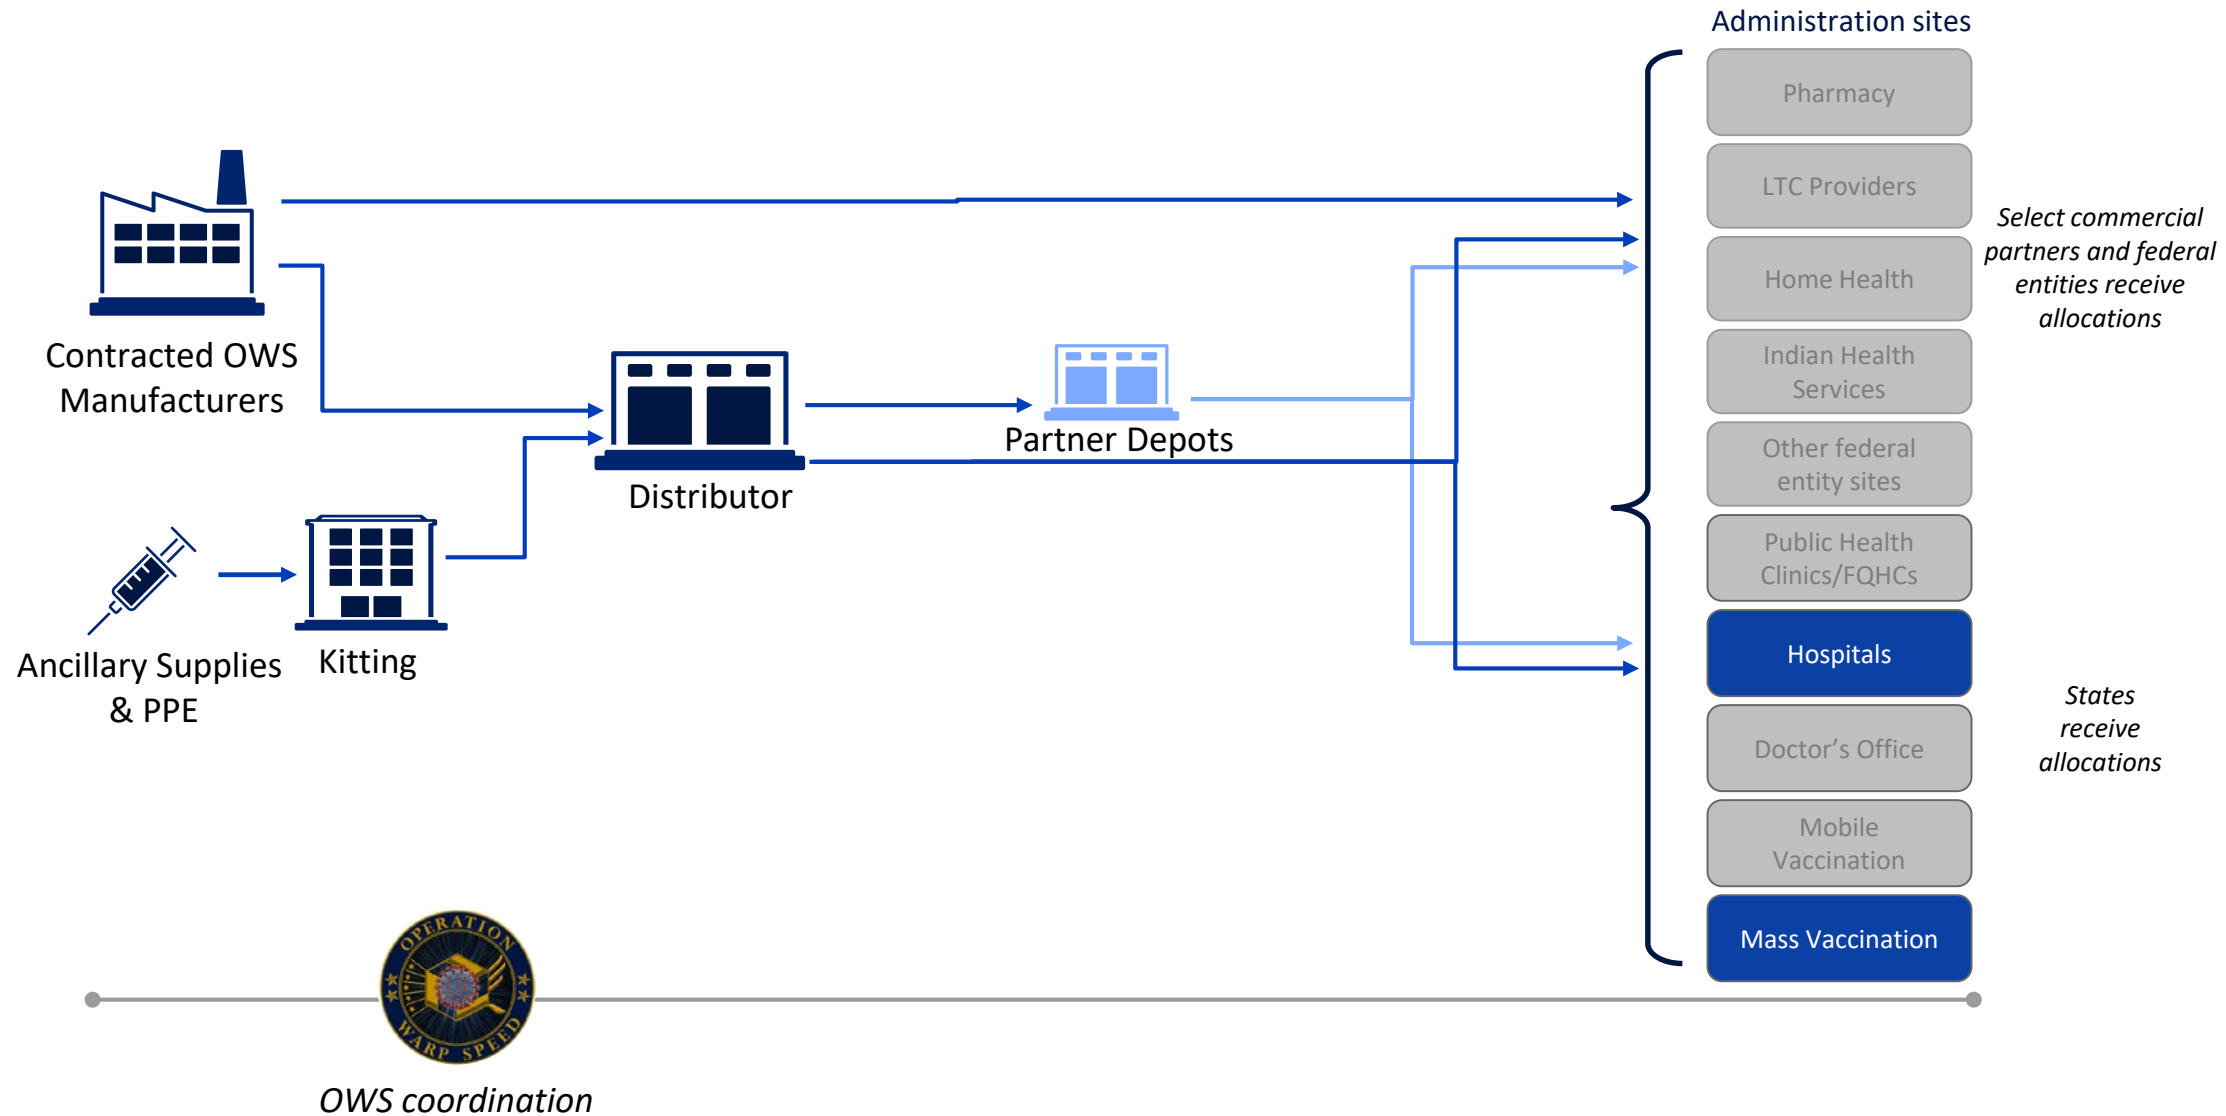 Administration sites
Pharmacy
LTC Providers
Home Health
Indian Health
Services
Other federal
entity sites
Public Health
Clinics/FQHCs
Hospitals
Doctor’s Office
Mobile
Vaccination
Mass Vaccination
Select commercial
partners and federal
entities receive
allocations
States
receive
allocations
Contracted OWS
Manufacturers
Distributor
Partner Depots
Ancillary Supplies
& PPE
Kitting
OPERATION
WARP SPEED
OWS coordination